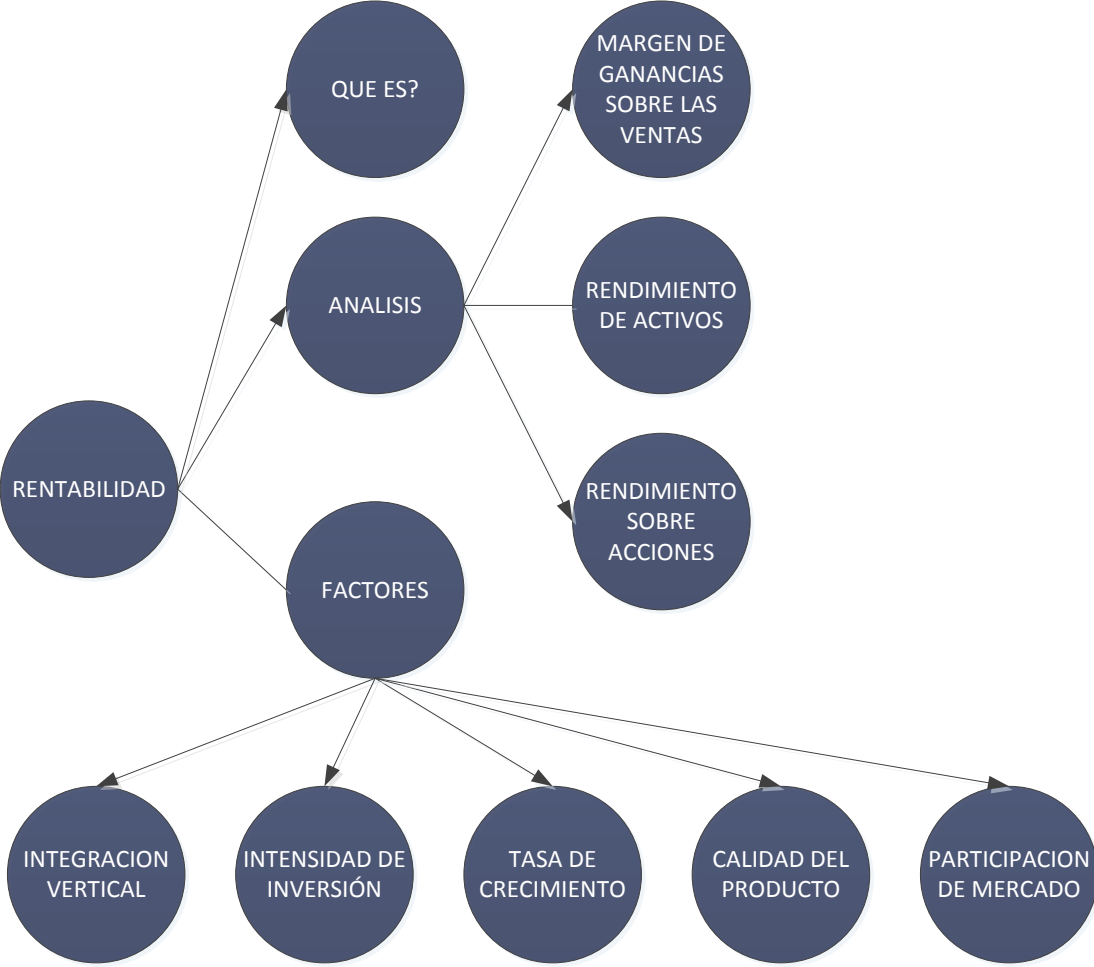 QUE ES?
MARGEN DE
GANANCIAS
SOBRE LAS
VENTAS
ANALISIS
RENDIMIENTO
DE ACTIVOS
RENTABILIDAD
RENDIMIENTO
SOBRE
ACCIONES
FACTORES
INTEGRACION
VERTICAL
INTENSIDAD DE
INVERSIÓN
TASA DE
CRECIMIENTO
CALIDAD DEL
PRODUCTO
PARTICIPACION
DE MERCADO